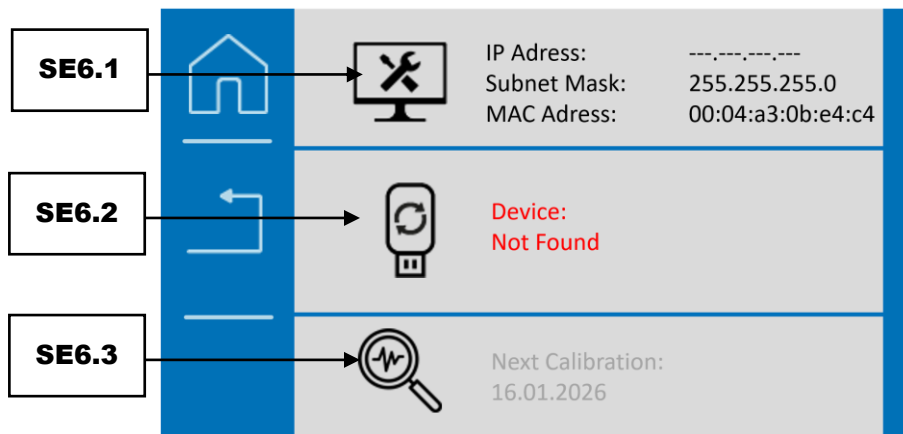 SE6.1
IP Adress: ---.---.---.---
Subnet Mask: 255.255.255.0
MAC Adress: 00:04:a3:0b:e4:c4
SE6.2
Device:
Not Found
SE6.3
Next Calibration:
16.01.2026